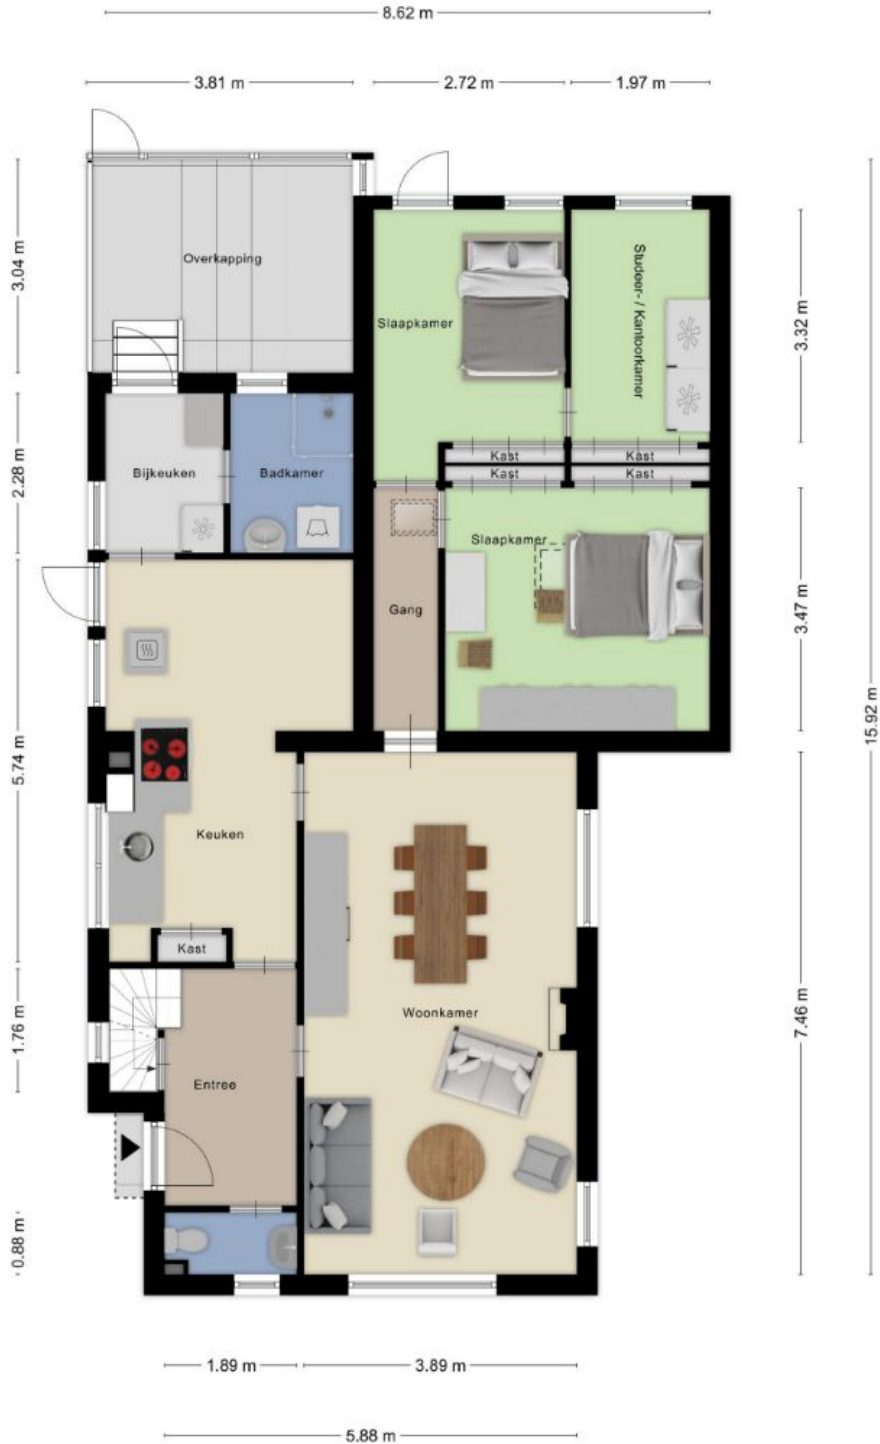 8.62 m
3.81 m
2.72 m
1.97 m
3.04 m
Overkapping
Slaapkamer
Studeer- / Kantoorkamer
3.32 m
2.28 m
Bijkeuken
Badkamer
Kast
Kast
Kast
Kast
Slaapkamer
Gang
3.47 m
15.92 m
5.74 m
Keuken
Kast
Woonkamer
7.46 m
1.76 m
Entree
0.88 m
1.89 m
3.89 m
5.88 m